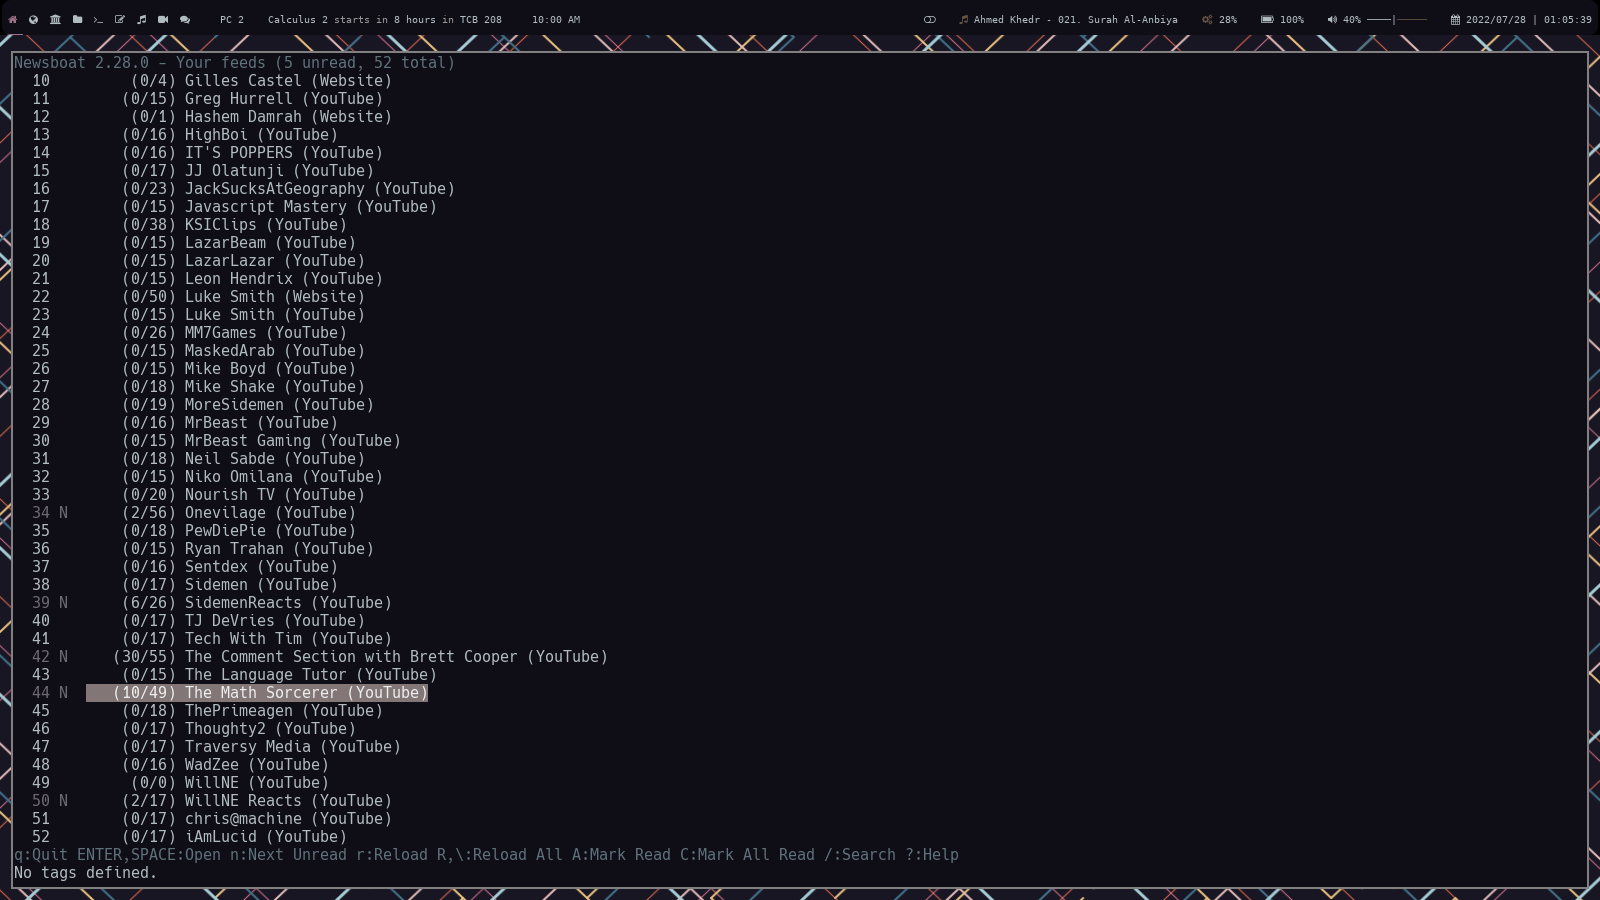 PC 2 Calculus 2 starts in 8 hours in TCB 208 10:00 AM Ahmed Khedr - 021. Surah Al-Anbiya 28% 100% 40% 2022/07/28 | 01:05:39
Newsboat 2.28.0 - Your feeds (5 unread, 52 total)
10 (0/4) Gilles Castel (Website)
11 (0/15) Greg Hurrell (YouTube)
12 (0/1) Hashem Damrah (Website)
13 (0/16) HighBoi (YouTube)
14 (0/16) IT'S POPPERS (YouTube)
15 (0/17) JJ Olatunji (YouTube)
16 (0/23) JackSucksAtGeography (YouTube)
17 (0/15) Javascript Mastery (YouTube)
18 (0/38) KSIClips (YouTube)
19 (0/15) LazarBeam (YouTube)
20 (0/15) LazarLazar (YouTube)
21 (0/15) Leon Hendrix (YouTube)
22 (0/50) Luke Smith (Website)
23 (0/15) Luke Smith (YouTube)
24 (0/26) MM7Games (YouTube)
25 (0/15) MaskedArab (YouTube)
26 (0/15) Mike Boyd (YouTube)
27 (0/18) Mike Shake (YouTube)
28 (0/19) MoreSidemen (YouTube)
29 (0/16) MrBeast (YouTube)
30 (0/15) MrBeast Gaming (YouTube)
31 (0/18) Neil Sabde (YouTube)
32 (0/15) Niko Omilana (YouTube)
33 (0/20) Nourish TV (YouTube)
34 N (2/56) Onevilage (YouTube)
35 (0/18) PewDiePie (YouTube)
36 (0/15) Ryan Trahan (YouTube)
37 (0/16) Sentdex (YouTube)
38 (0/17) Sidemen (YouTube)
39 N (6/26) SidemenReacts (YouTube)
40 (0/17) TJ DeVries (YouTube)
41 (0/17) Tech With Tim (YouTube)
42 N (30/55) The Comment Section with Brett Cooper (YouTube)
43 (0/15) The Language Tutor (YouTube)
44 N (10/49) The Math Sorcerer (YouTube)
45 (0/18) ThePrimeagen (YouTube)
46 (0/17) Thoughty2 (YouTube)
47 (0/17) Traversy Media (YouTube)
48 (0/16) WadZee (YouTube)
49 (0/0) WillNE (YouTube)
50 N (2/17) WillNE Reacts (YouTube)
51 (0/17) chris@machine (YouTube)
52 (0/17) iAmLucid (YouTube)
q:Quit ENTER,SPACE:Open n:Next Unread r:Reload R,\:Reload All A:Mark Read C:Mark All Read /:Search ?:Help
No tags defined.